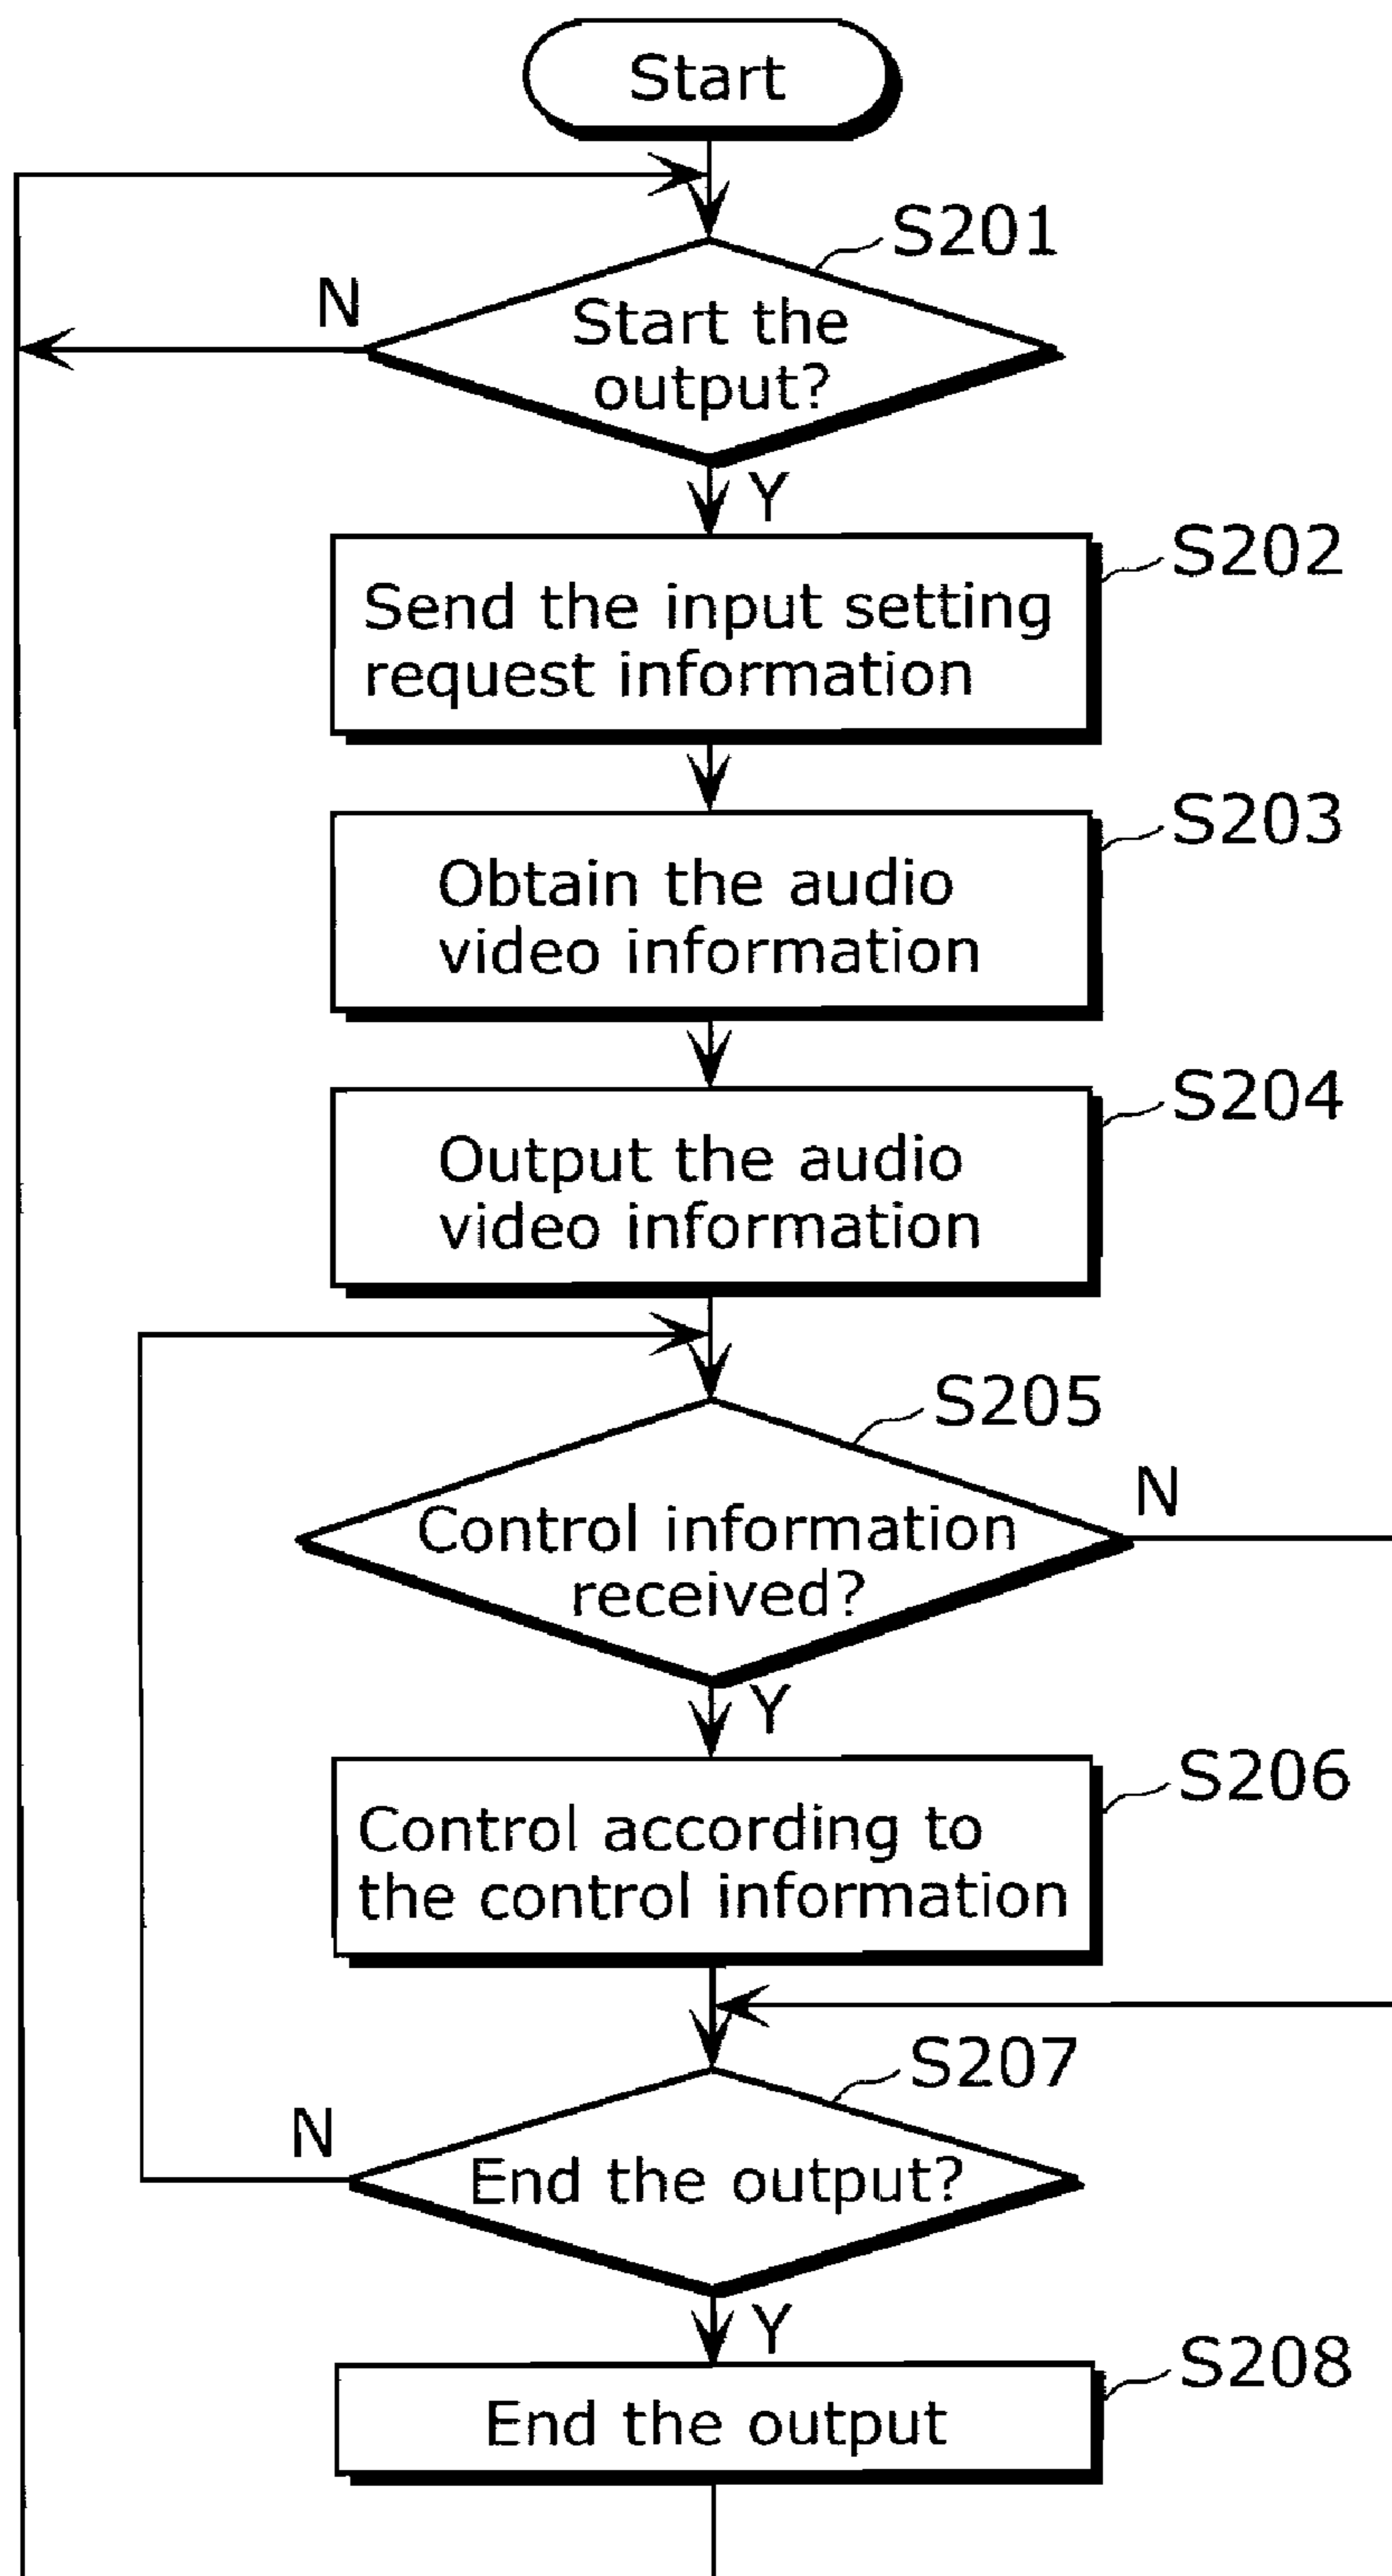 Start
S201
N
Start the
output?
Y
S202
Send the input setting
request information
S203
Obtain the audio
video information
S204
Output the audio
video information
S205
N
Control information
received?
Y
S206
Control according to
the control information
S207
N
End the output?
Y
S208
End the output